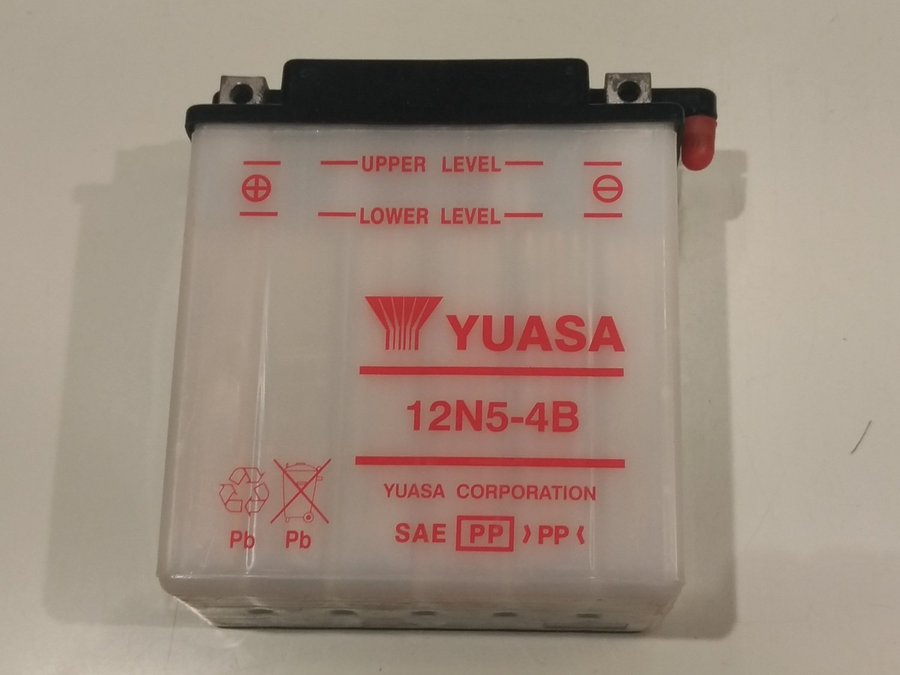 UPPER LEVEL
⊕ ⊖
LOWER LEVEL
YUASA
12N5-4B
YUASA CORPORATION
SAE PP >PP<
Pb Pb